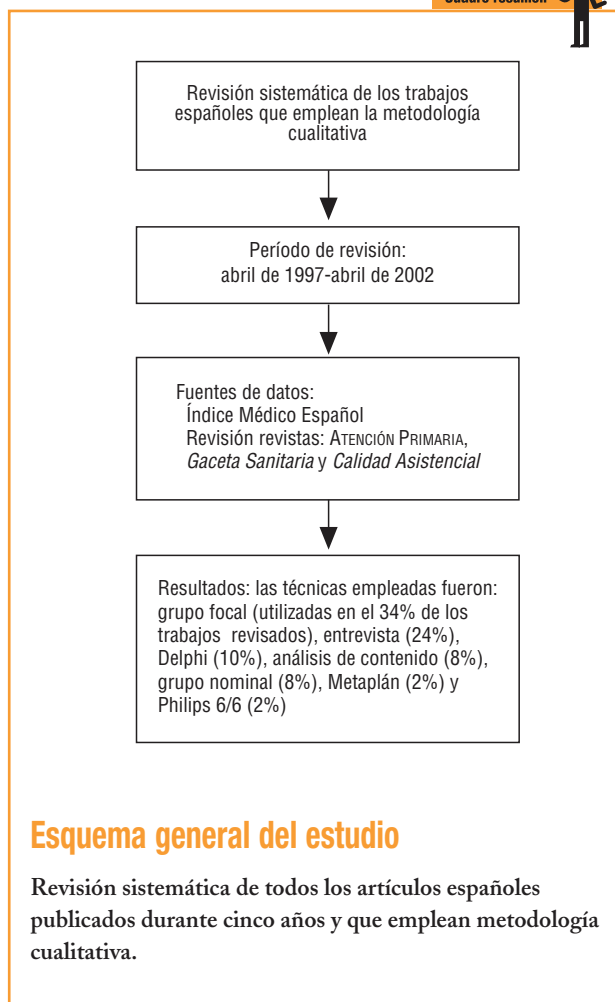 Cuadro resumen
Revisión sistemática de los trabajos
españoles que emplean la metodología
cualitativa
Período de revisión:
abril de 1997-abril de 2002
Fuentes de datos:
Índice Médico Español
Revisión revistas: ATENCIÓN PRIMARIA,
Gaceta Sanitaria y Calidad Asistencial
Resultados: las técnicas empleadas fueron:
grupo focal (utilizadas en el 34% de los
trabajos revisados), entrevista (24%),
Delphi (10%), análisis de contenido (8%),
grupo nominal (8%), Metaplán (2%) y
Philips 6/6 (2%)
Esquema general del estudio
Revisión sistemática de todos los artículos españoles
publicados durante cinco años y que emplean metodología
cualitativa.